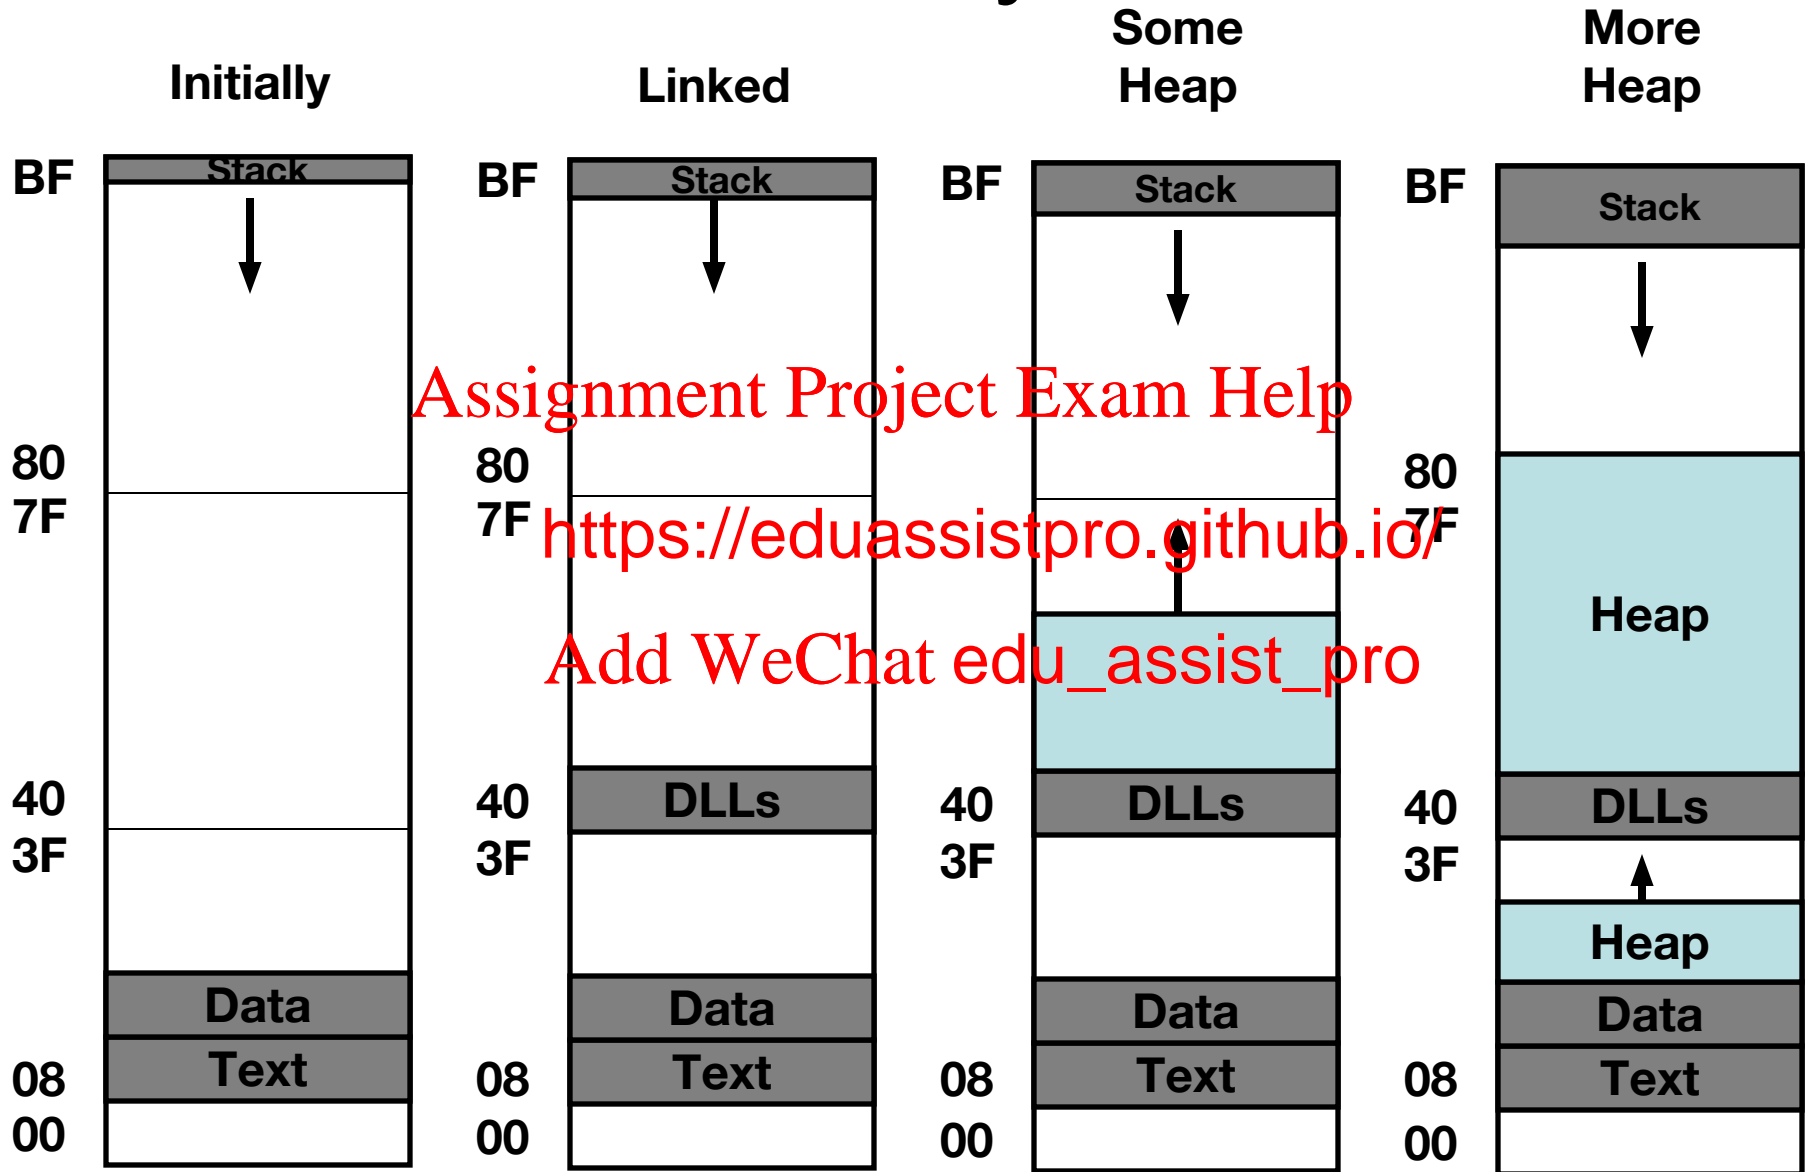 Initially
Linked
Some
Heap
More
Heap
BF
Stack
BF
Stack
BF
Stack
BF
Stack
Assignment Project Exam Help
80
80
80
7F
7F
7F
https://eduassistpro.github.io/
Heap
Add WeChat edu_assist_pro
40
40
DLLs
40
DLLs
40
DLLs
3F
3F
3F
3F
Heap
Data
Data
Data
Data
08
Text
08
Text
08
Text
08
Text
00
00
00
00